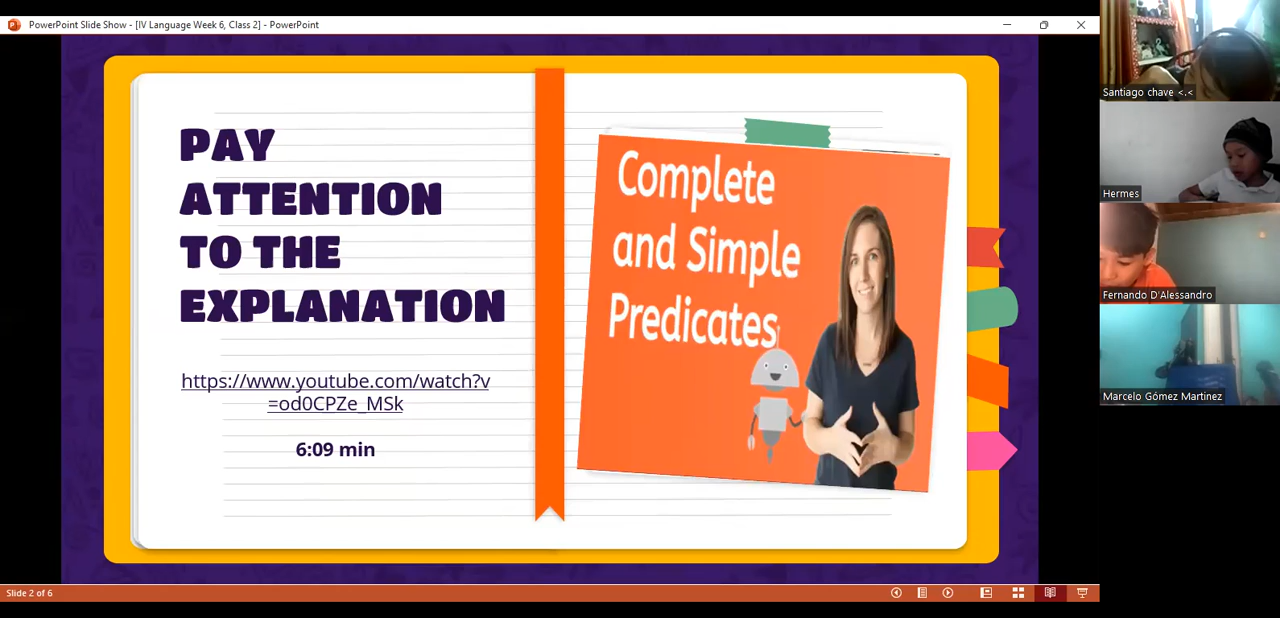 PowerPoint Slide Show - [IV Language Week 6, Class 2] - PowerPoint
PAY
ATTENTION
TO THE
EXPLANATION
https://www.youtube.com/watch?v
=od0CPZe_MSk
6:09 min
Complete
and Simple
Predicates
Santiago chave <.<
Hermes
Fernando D'Alessandro
Marcelo Gómez Martinez
Slide 2 of 6